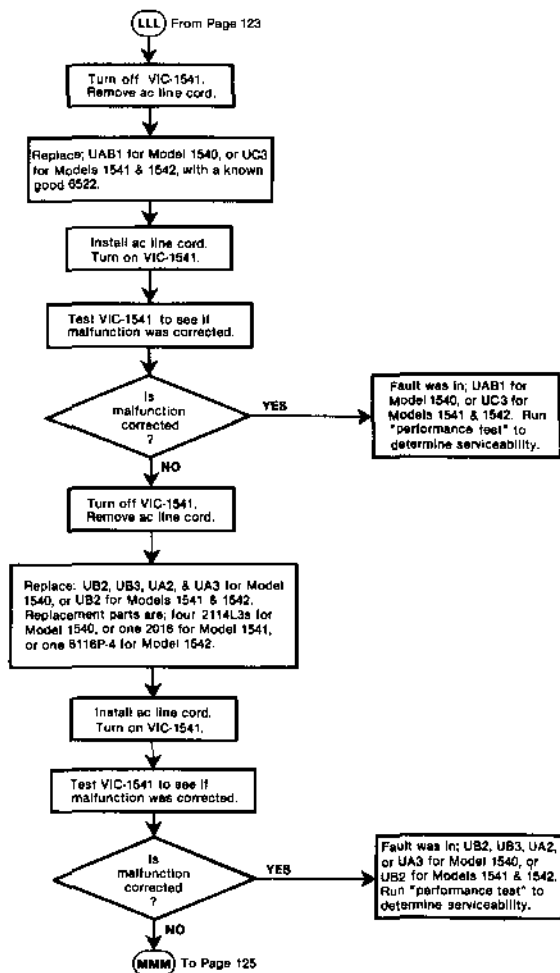 LLL From Page 123
Turn off VIC-1541.
Remove ac line cord.
Replace; UAB1 for Model 1540, or UC3
for Models 1541 & 1542, with a known
good 6522.
Install ac line cord.
Turn on VIC-1541.
Test VIC-1541 to see if
malfunction was corrected.
Is
malfunction
corrected
?
YES
Fault was in; UAB1 for
Model 1540, or UC3 for
Models 1541 & 1542. Run
"performance test" to
determine serviceability.
NO
Turn off VIC-1541.
Remove ac line cord.
Replace: UB2, UB3, UA2, & UA3 for Model
1540, or UB2 for Models 1541 & 1542.
Replacement parts are; four 2114L3s for
Model 1540, or one 2016 for Model 1541,
or one 6116P-4 for Model 1542.
Install ac line cord.
Turn on VIC-1541.
Test VIC-1541 to see if
malfunction was corrected.
Is
malfunction
corrected
?
YES
Fault was in; UB2, UB3, UA2,
or UA3 for Model 1540, or
UB2 for Models 1541 & 1542.
Run "performance test" to
determine serviceability.
NO
MMM To Page 125